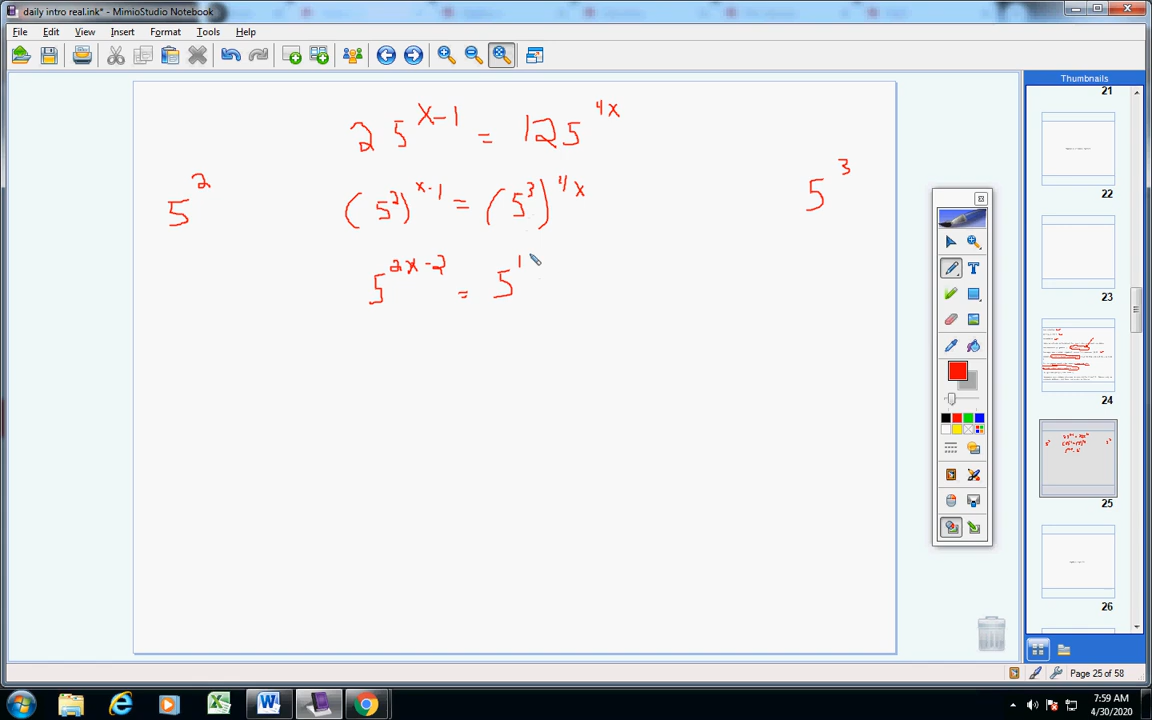 daily intro real.ink* - MimioStudio Notebook
File Edit View Insert Format Tools Help
Thumbnails
21
22
23
24
25
26
25^{x-1} = 125^{4x}
5^2 (5^2)^{x-1} = (5^3)^{4x} 5^3
5^{2x-2} = 5^1
T
Page 25 of 58
7:59 AM
4/30/2020